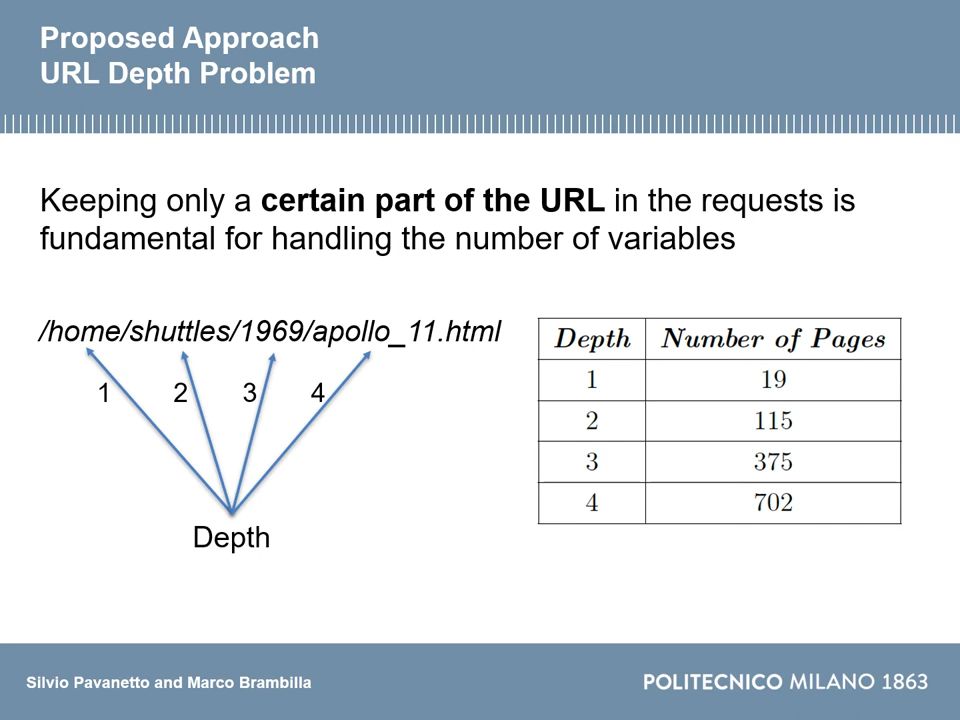 Proposed Approach
URL Depth Problem
Keeping only a certain part of the URL in the requests is
fundamental for handling the number of variables
/home/shuttles/1969/apollo_11.html
1 2 3 4
Depth
Depth Number of Pages
1 19
2 115
3 375
4 702
Silvio Pavanetto and Marco Brambilla
POLITECNICO MILANO 1863